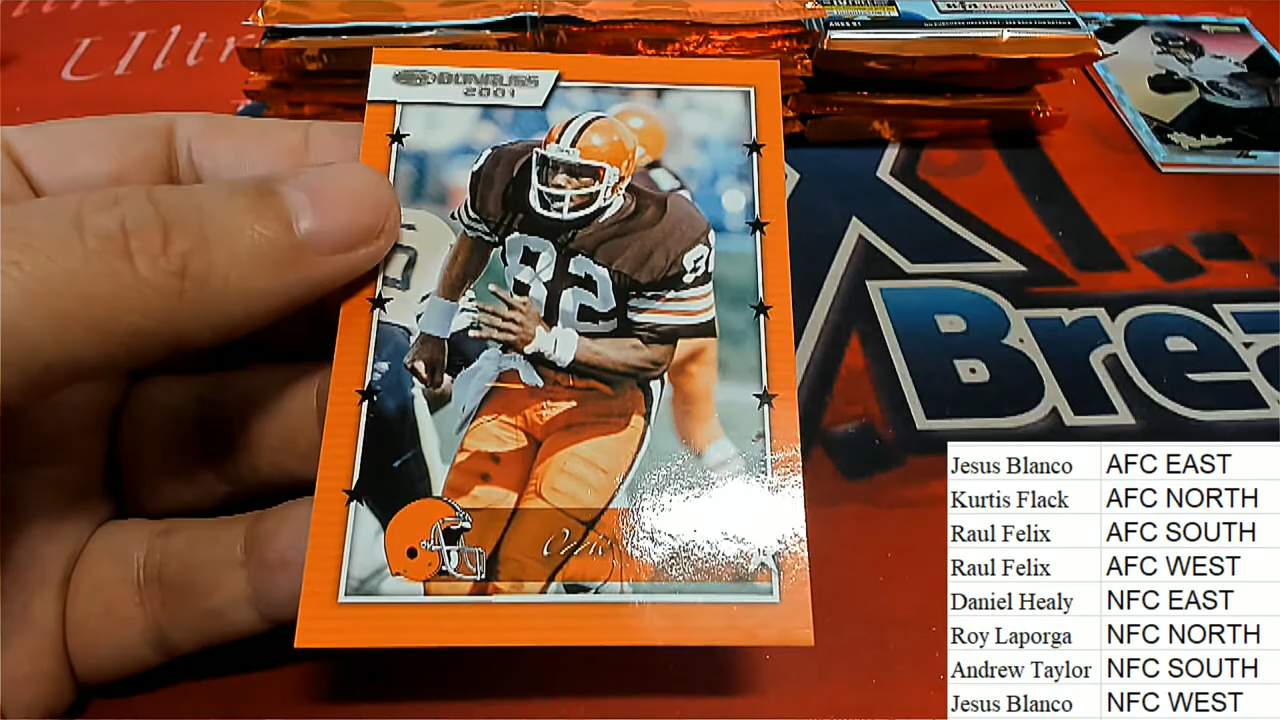 Ultr
DONRUSS
2001
82
82
Brea
Jesus Blanco AFC EAST
Kurtis Flack AFC NORTH
Raul Felix AFC SOUTH
Raul Felix AFC WEST
Daniel Healy NFC EAST
Roy Laporga NFC NORTH
Andrew Taylor NFC SOUTH
Jesus Blanco NFC WEST